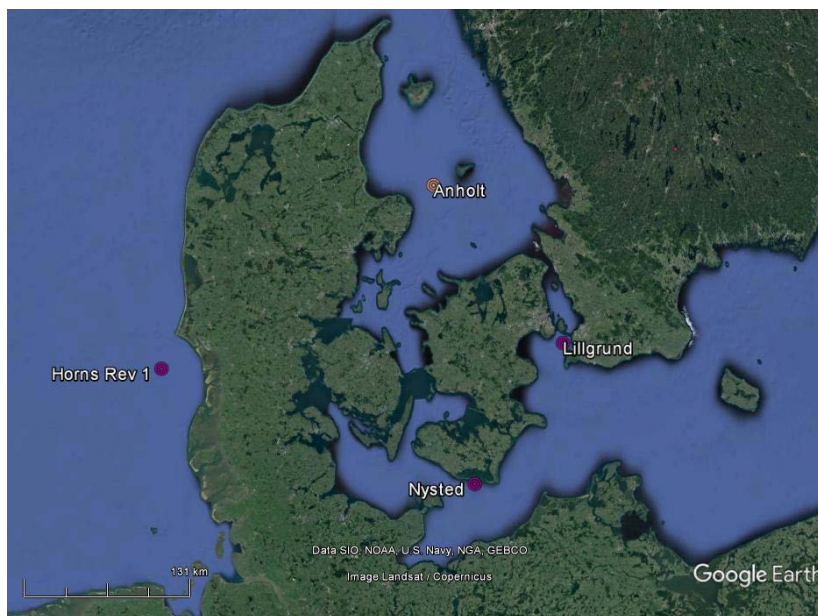 Anholt
Lillgrund
Horns Rev 1
Nysted
Data SIO, NOAA, U.S. Navy, NGA, GEBCO
131 km
Image Landsat / Copernicus
Google Earth